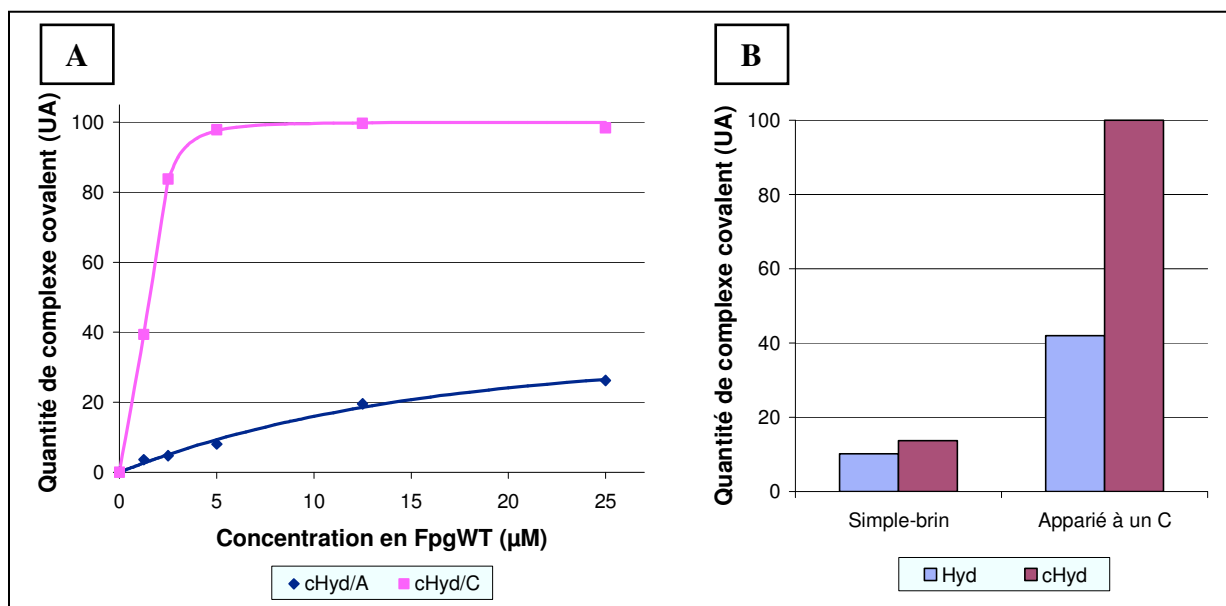 A
Quantité de complexe covalent (UA)
100
80
60
40
20
0
0 5 10 15 20 25
Concentration en FpgWT (µM)
cHyd/A cHyd/C
B
Quantité de complexe covalent (UA)
100
80
60
40
20
0
Simple-brin Apparié à un C
Hyd cHyd